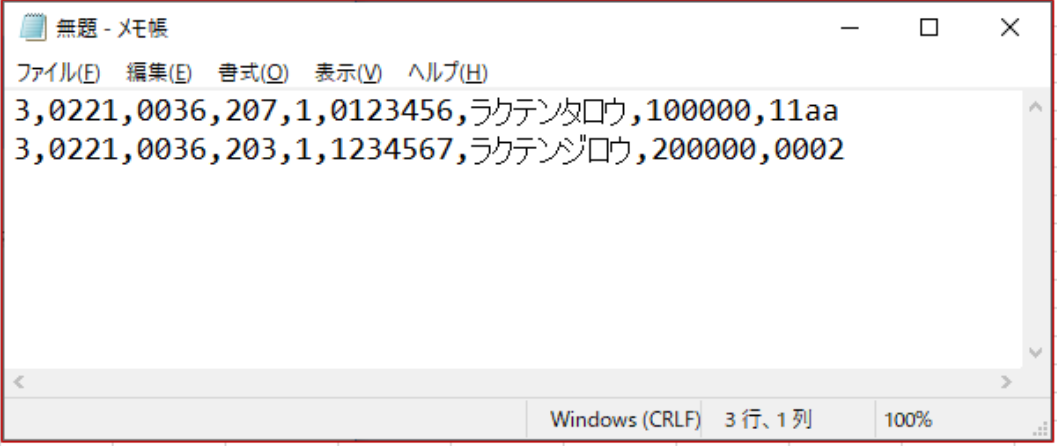 無題 - メモ帳
ファイル(F) 編集(E) 書式(O) 表示(V) ヘルプ(H)
3,0221,0036,207,1,0123456,ラクテンタロウ,100000,11aa
3,0221,0036,203,1,1234567,ラクテンジロウ,200000,0002
Windows (CRLF) 3 行、1 列 100%